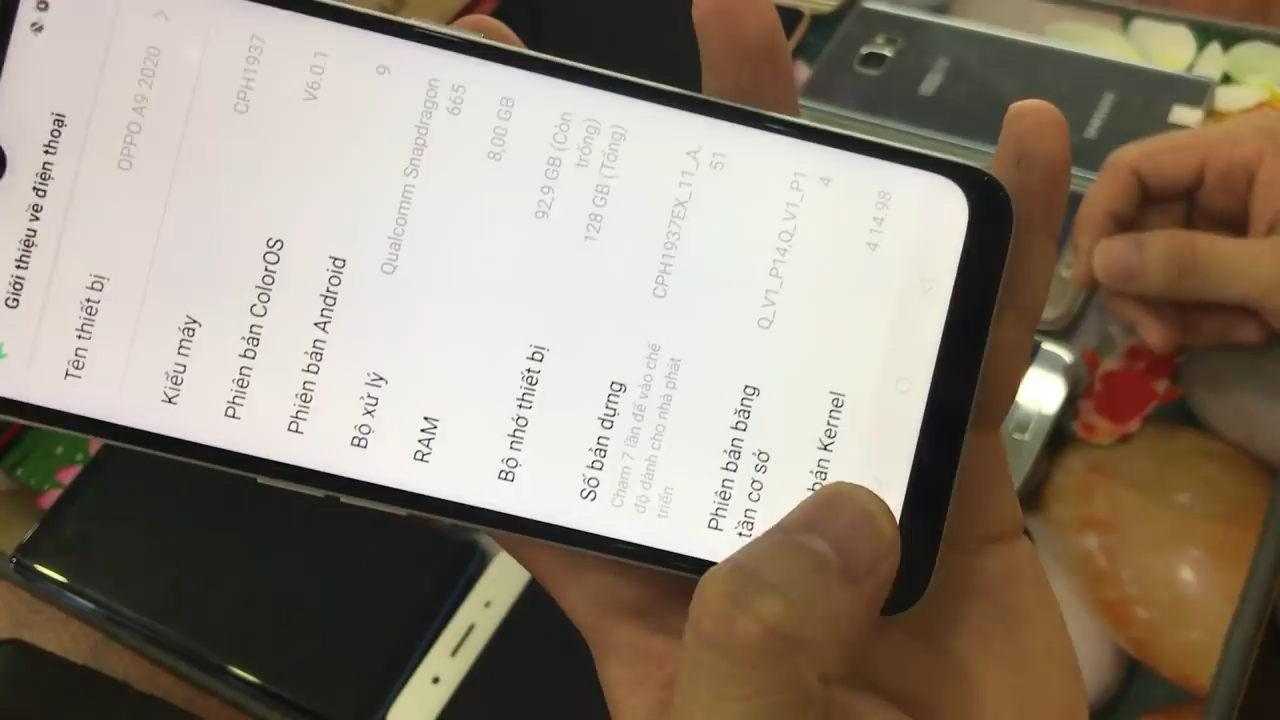 Giới thiệu về điện thoại
Tên thiết bị
OPPO A9 2020
Kiểu máy
CPH1937
Phiên bản ColorOS
V6.0.1
Phiên bản Android
9
Bộ xử lý
Qualcomm Snapdragon
665
RAM
8,00 GB
Bộ nhớ thiết bị
92,9 GB (Còn
trống)
128 GB (Tổng)
Số bản dựng
Chạm 7 lần để vào chế
độ dành cho nhà phát
triển
CPH1937EX_11_A.
51
Phiên bản băng
tần cơ sở
Q_V1_P14,Q_V1_P1
4
bản Kernel
4.14.98
SAMSUNG